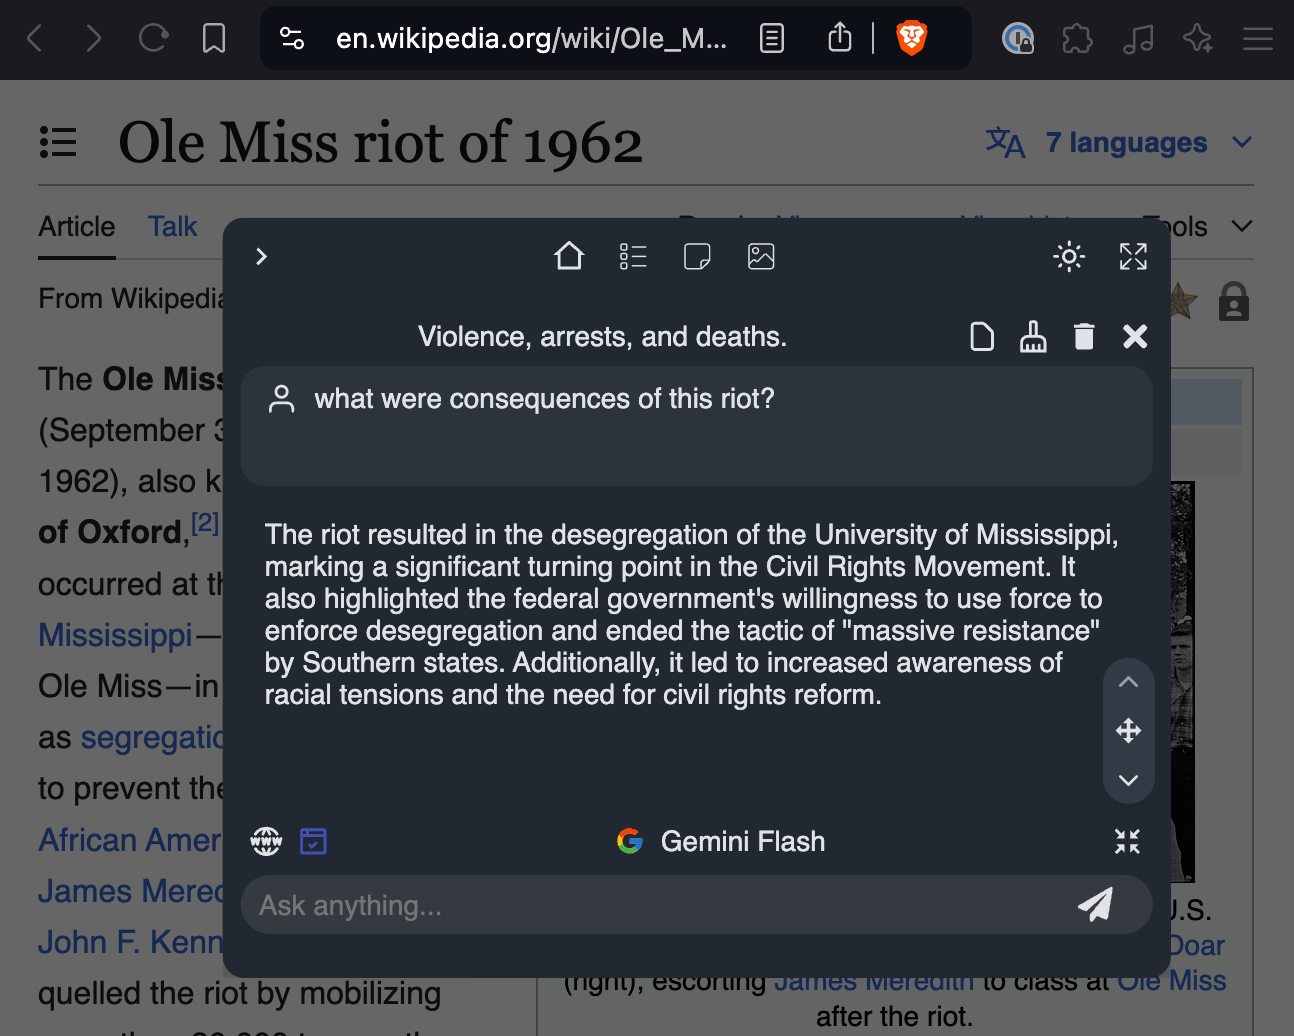 en.wikipedia.org/wiki/Ole_M...
Ole Miss riot of 1962
7 languages
Article Talk
From Wikipedia
The Ole Miss
(September 3
1962), also k
of Oxford,[2]
occurred at th
Mississippi—
Ole Miss—in
as segregatio
to prevent the
African Amer
James Mered
John F. Kenn
quelled the riot by mobilizing
Violence, arrests, and deaths.
what were consequences of this riot?
The riot resulted in the desegregation of the University of Mississippi,
marking a significant turning point in the Civil Rights Movement. It
also highlighted the federal government's willingness to use force to
enforce desegregation and ended the tactic of "massive resistance"
by Southern states. Additionally, it led to increased awareness of
racial tensions and the need for civil rights reform.
www
Gemini Flash
Ask anything...
J.S.
Doar
(right), escorting James Meredith to class at Ole Miss
after the riot.